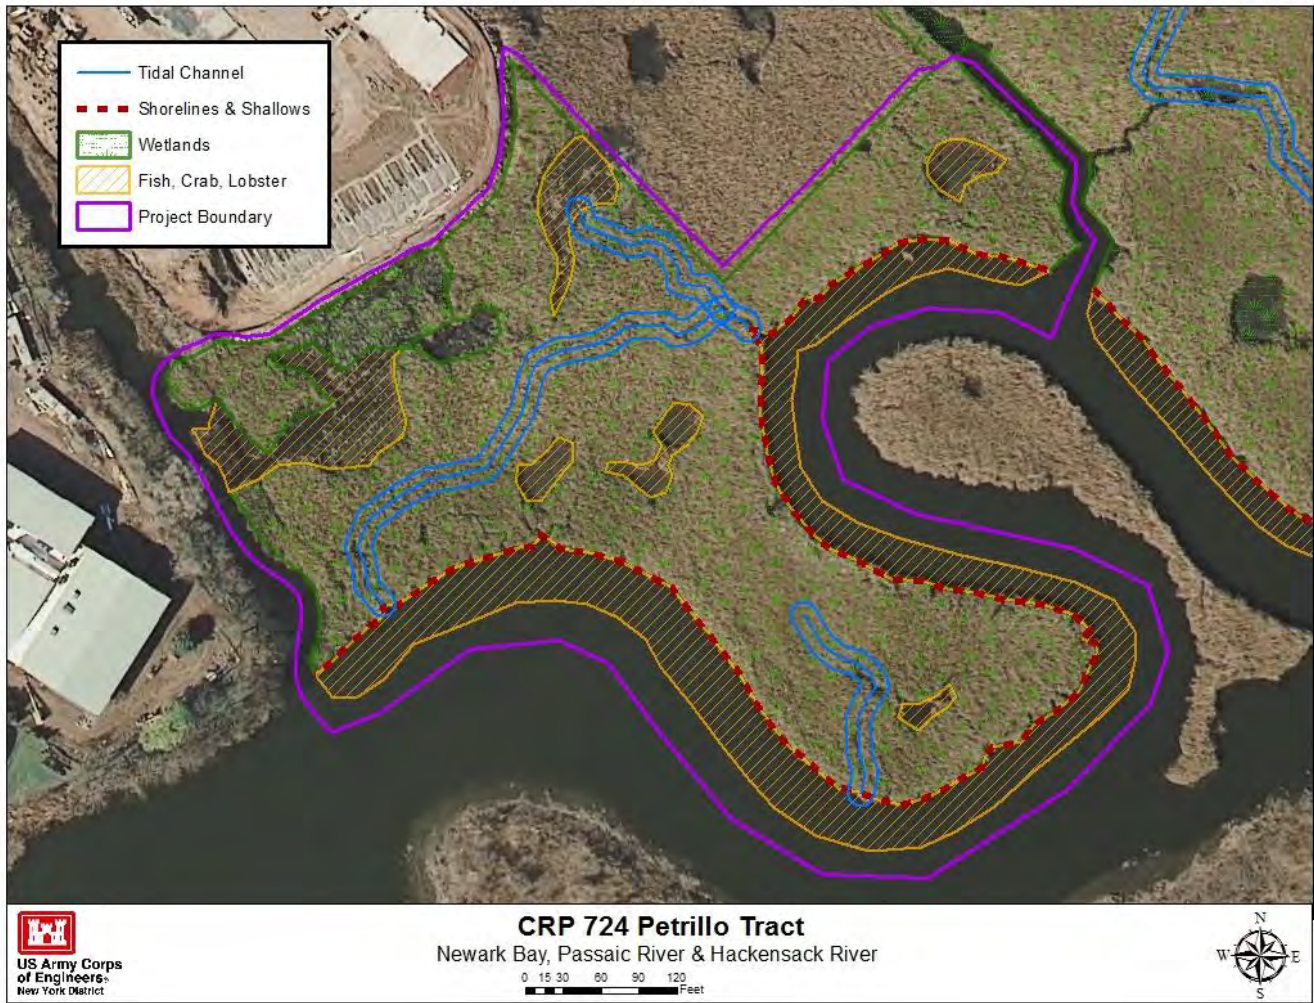 Tidal Channel
Shorelines & Shallows
Wetlands
Fish, Crab, Lobster
Project Boundary
US Army Corps
of Engineers®
New York District
CRP 724 Petrillo Tract
Newark Bay, Passaic River & Hackensack River
0 15 30 60 90 120
Feet
N
W E
S